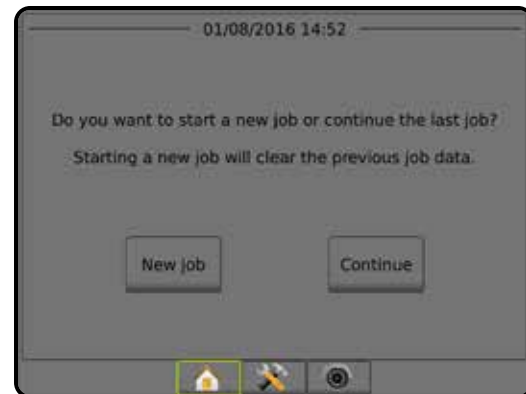 01/08/2016 14:52
Do you want to start a new job or continue the last job?
Starting a new job will clear the previous job data.
New job
Continue